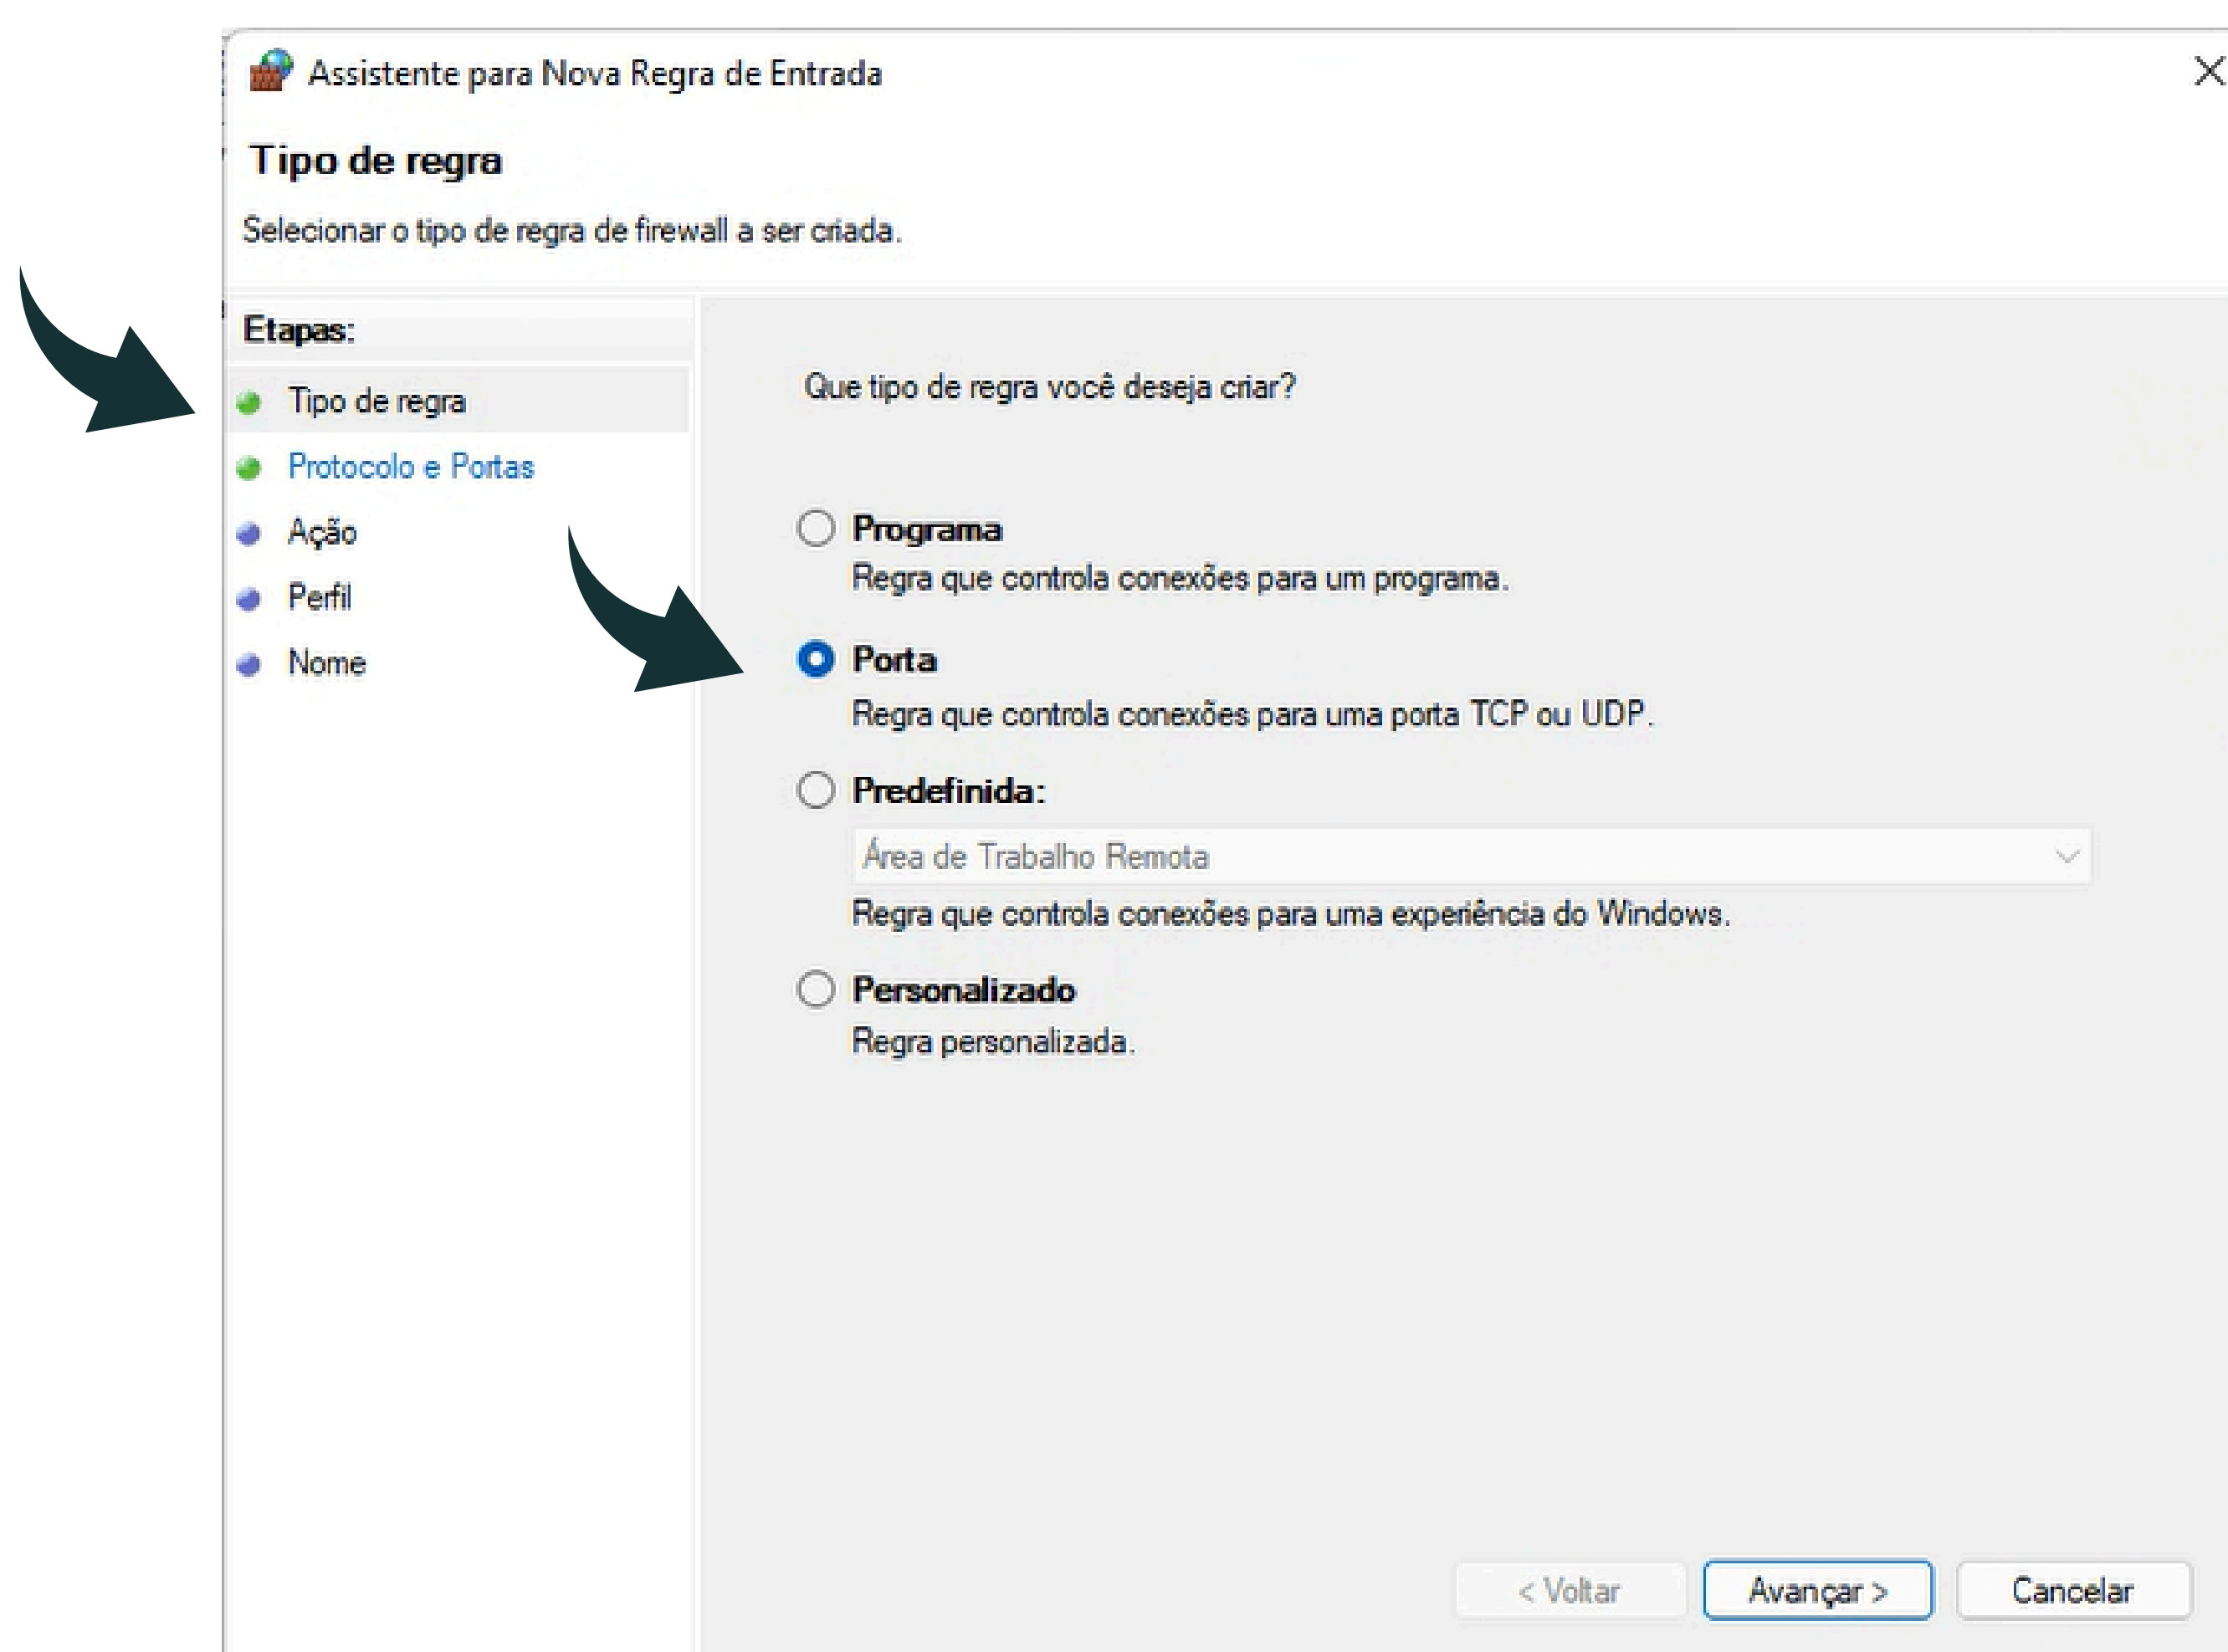 Assistente para Nova Regra de Entrada
Tipo de regra
Selecionar o tipo de regra de firewall a ser criada.
Etapas:
Tipo de regra
Protocolo e Portas
Ação
Perfil
Nome
Que tipo de regra você deseja criar?
Programa
Regra que controla conexões para um programa.
Porta
Regra que controla conexões para uma porta TCP ou UDP.
Predefinida:
Área de Trabalho Remota
Regra que controla conexões para uma experiência do Windows.
Personalizado
Regra personalizada.
< Voltar
Avançar >
Cancelar